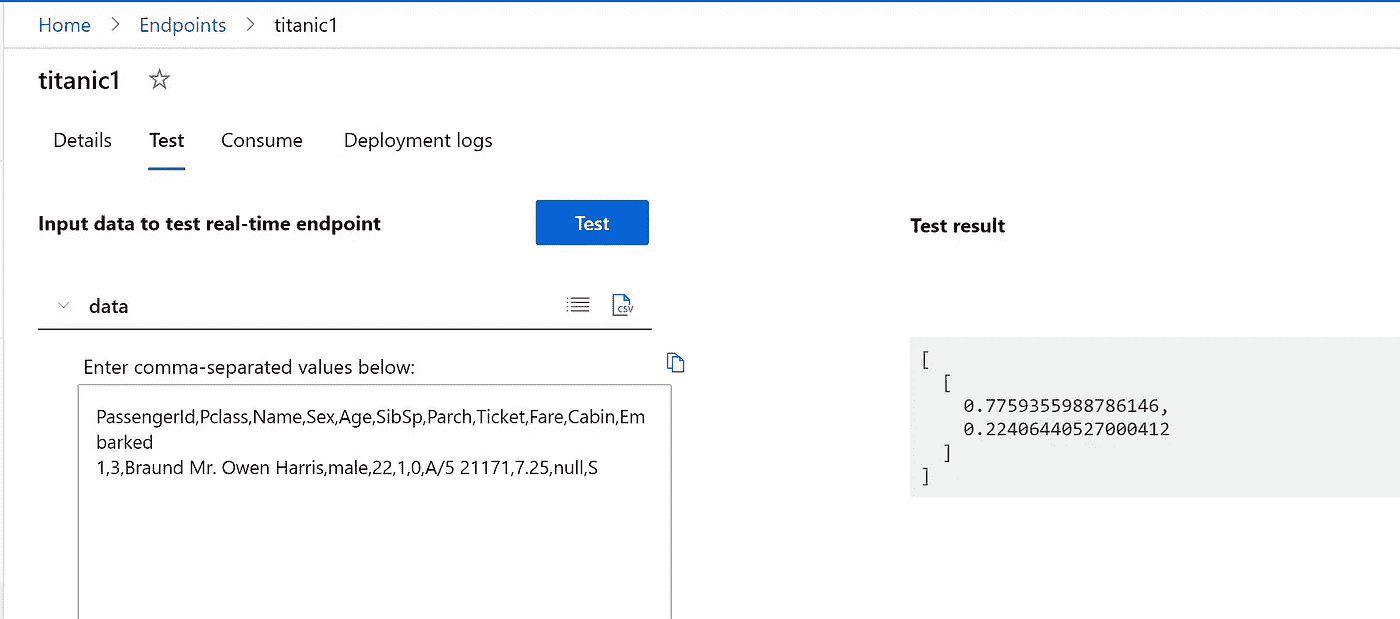 Home > Endpoints > titanic1
titanic1
Details Test Consume Deployment logs
Input data to test real-time endpoint
Test
Test result
data
CSV
Enter comma-separated values below:
PassengerId,Pclass,Name,Sex,Age,SibSp,Parch,Ticket,Fare,Cabin,Em
barked
1,3,Braund Mr. Owen Harris,male,22,1,0,A/5 21171,7.25,null,S
[
[
0.7759355988786146,
0.22406440527000412
]
]